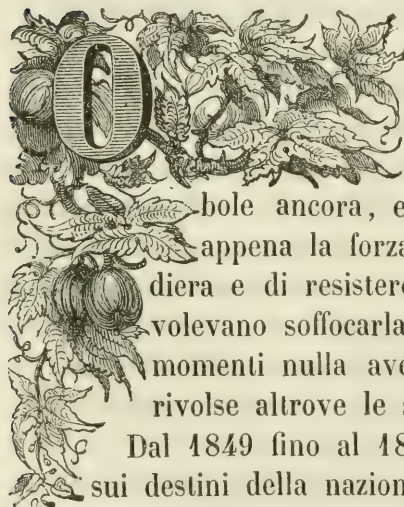 Q
bole ancora, e
appena la forza
diera e di resistere
volevano soffocarla
momenti nulla ave
rivolse altrove le
Dal 1849 fino al 18
sui destini della nazion